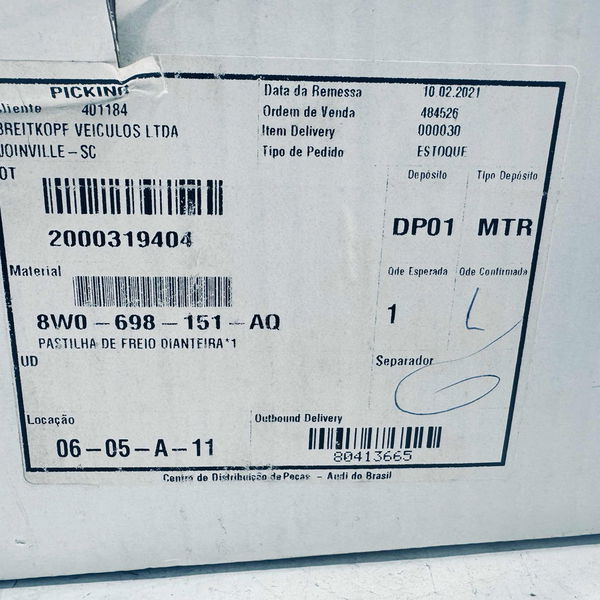 PICKING
Cliente 401184
BREITKOPF VEICULOS LTDA
JOINVILLE-SC
OT
2000319404
Data da Remessa 10.02.2021
Ordem de Venda 484526
Item Delivery 000030
Tipo de Pedido ESTOQUE
Depósito Tipo Depósito
DP01 MTR
Material
8W0-698-151-AQ
PASTILHA DE FREIO DIANTEIRA*1
UD
Qde Esperada Qde Confirmada
1
Separador
Locação
06-05-A-11
Outbound Delivery
80413665
Centro de Distribuição de Peças - Audi do Brasil